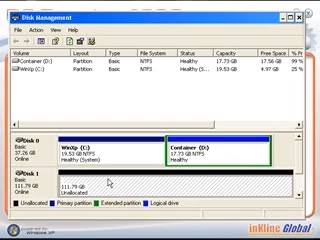 Disk Management
File Action View Help
Volume Layout Type File System Status Capacity Free Space % F
Container (D:) Partition Basic NTFS Healthy 17.73 GB 17.56 GB 99 %
WinXp (C:) Partition Basic NTFS Healthy (S... 19.53 GB 4.97 GB 25 %
Disk 0
Basic
37.26 GB
Online
WinXp (C:)
19.53 GB NTFS
Healthy (System)
Container (D:)
17.73 GB NTFS
Healthy
Disk 1
Basic
111.79 GB
Online
111.79 GB
Unallocated
Unallocated Primary partition Extended partition Logical drive
powered by
Windows XP
inKline Global